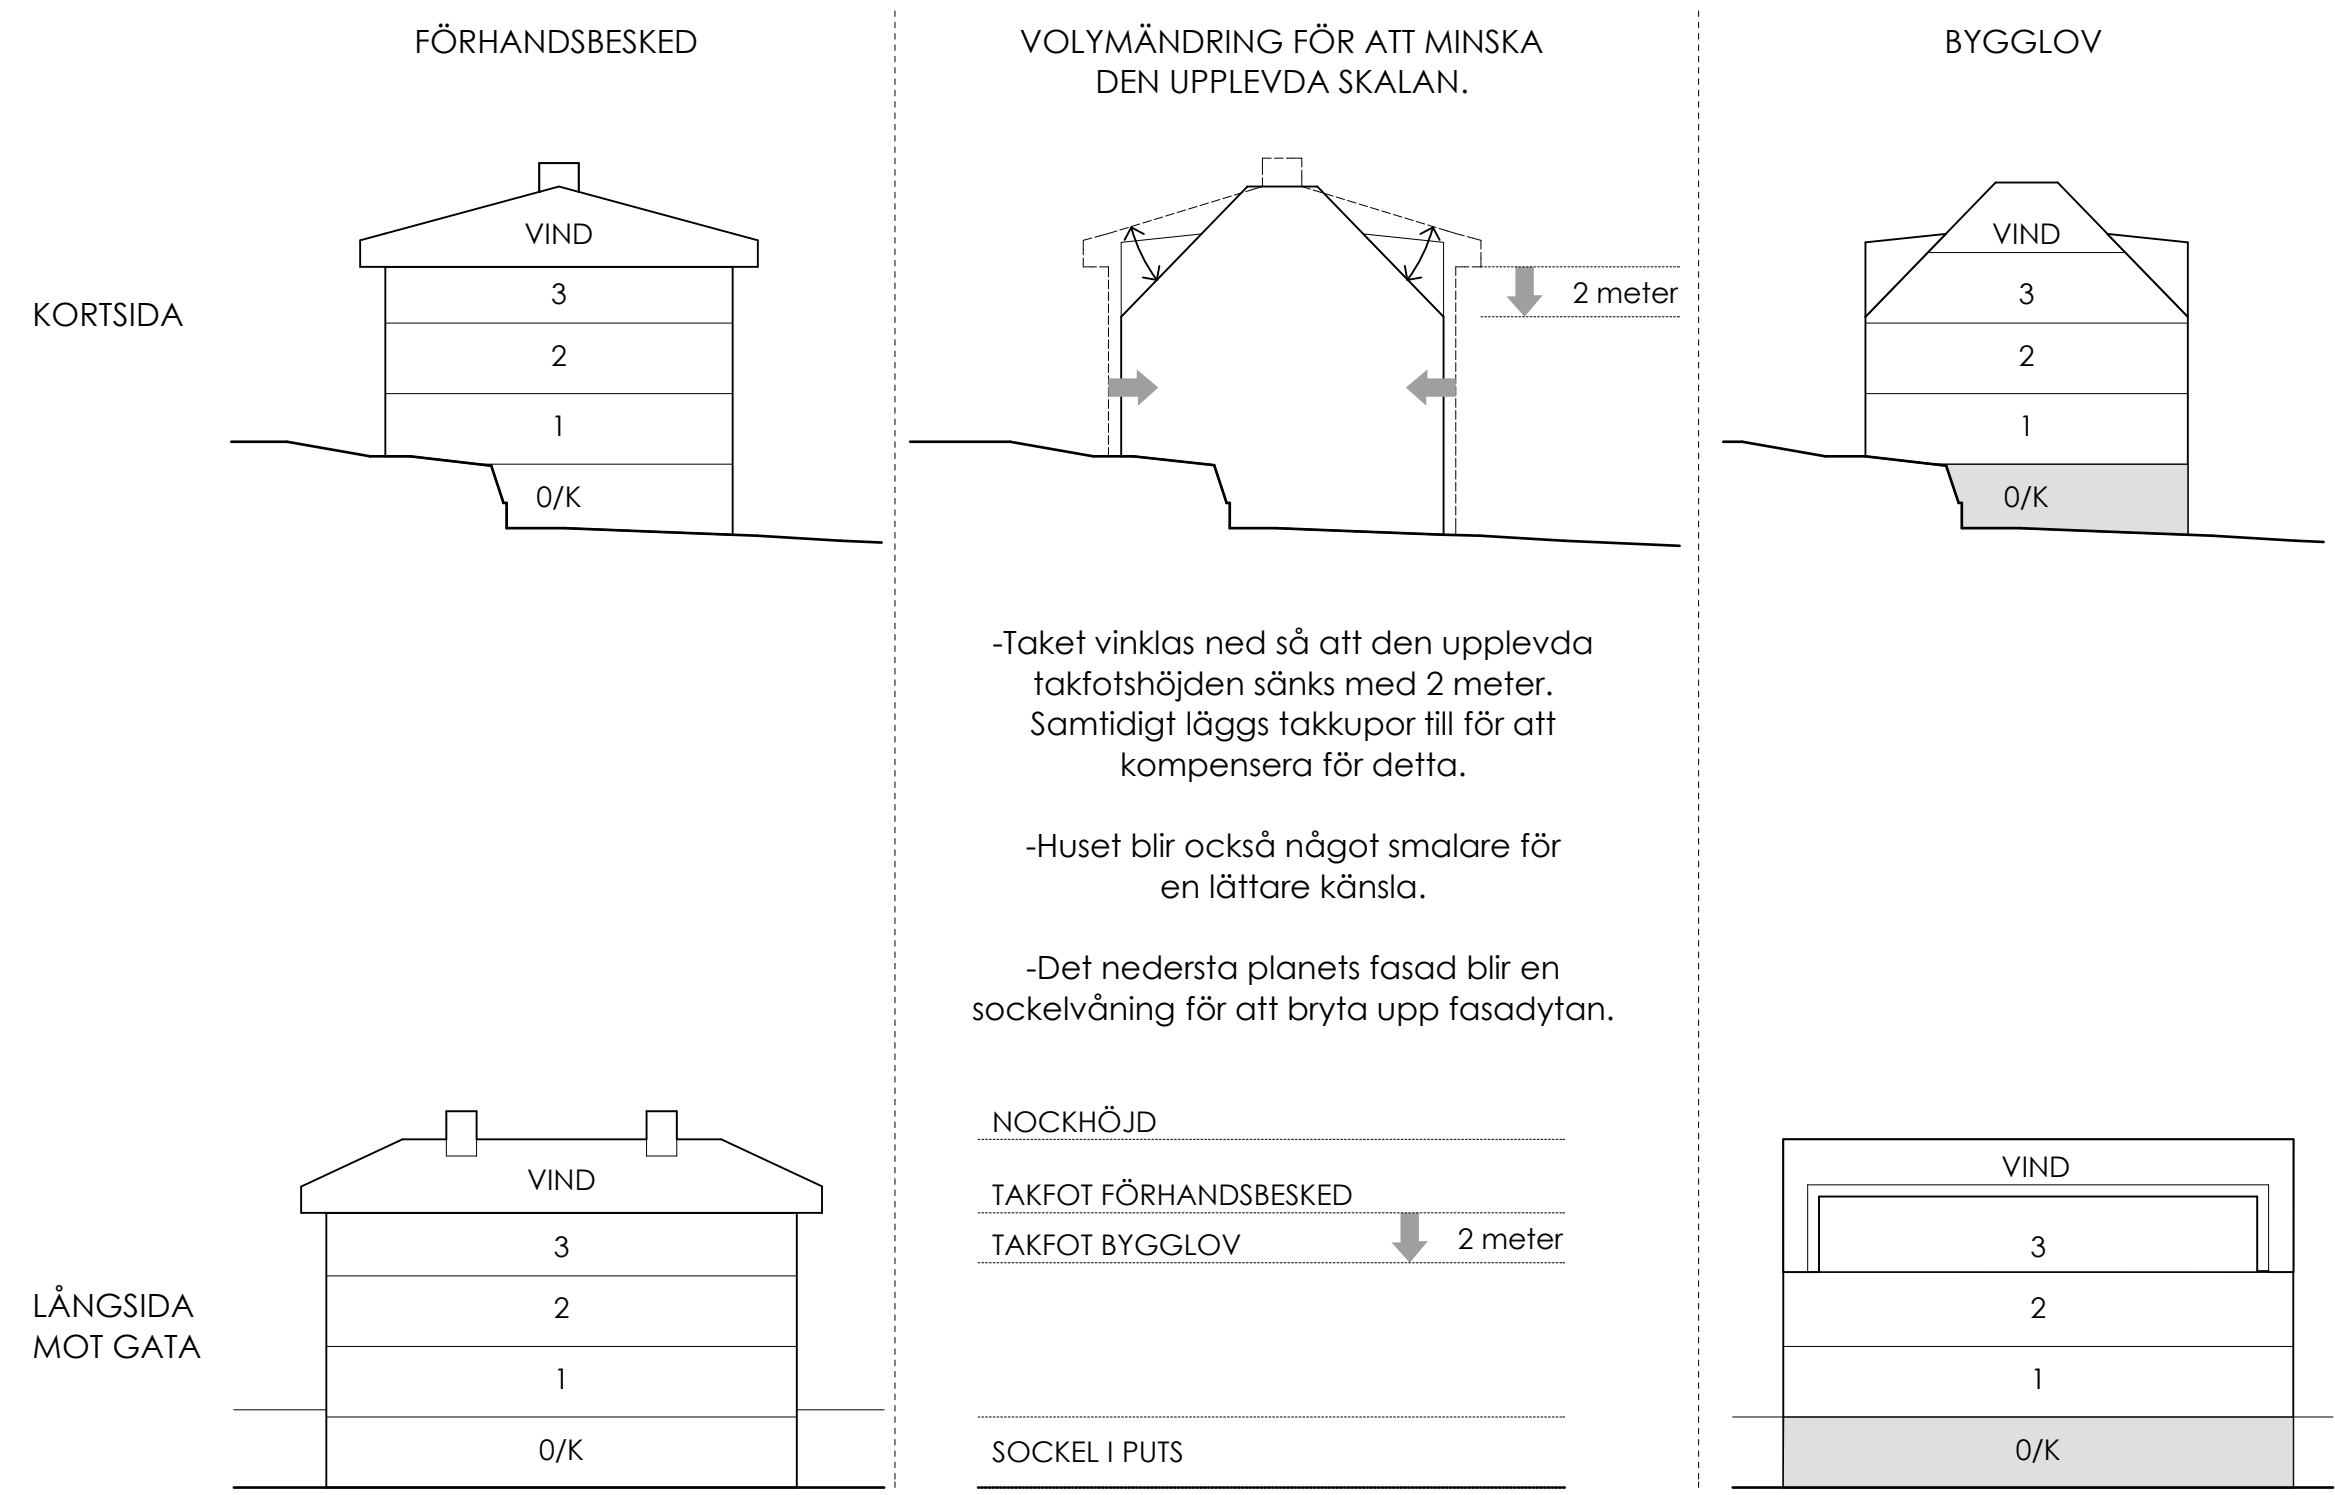 FÖRHANDSBESKED
VOLYMÄNDRING FÖR ATT MINSKA
DEN UPPLEVDA SKALAN.
BYGGLOV
KORTSIDA
VIND
3
2
1
0/K
2 meter
VIND
3
2
1
0/K
-Taket vinklas ned så att den upplevda
takfotshöjden sänks med 2 meter.
Samtidigt läggs takkupor till för att
kompensera för detta.
-Huset blir också något smalare för
en lättare känsla.
-Det nedersta planets fasad blir en
sockelvåning för att bryta upp fasadytan.
LÅNGSIDA
MOT GATA
VIND
3
2
1
0/K
NOCKHÖJD
TAKFOT FÖRHANDSBESKED
TAKFOT BYGGLOV
2 meter
SOCKEL I PUTS
VIND
3
2
1
0/K